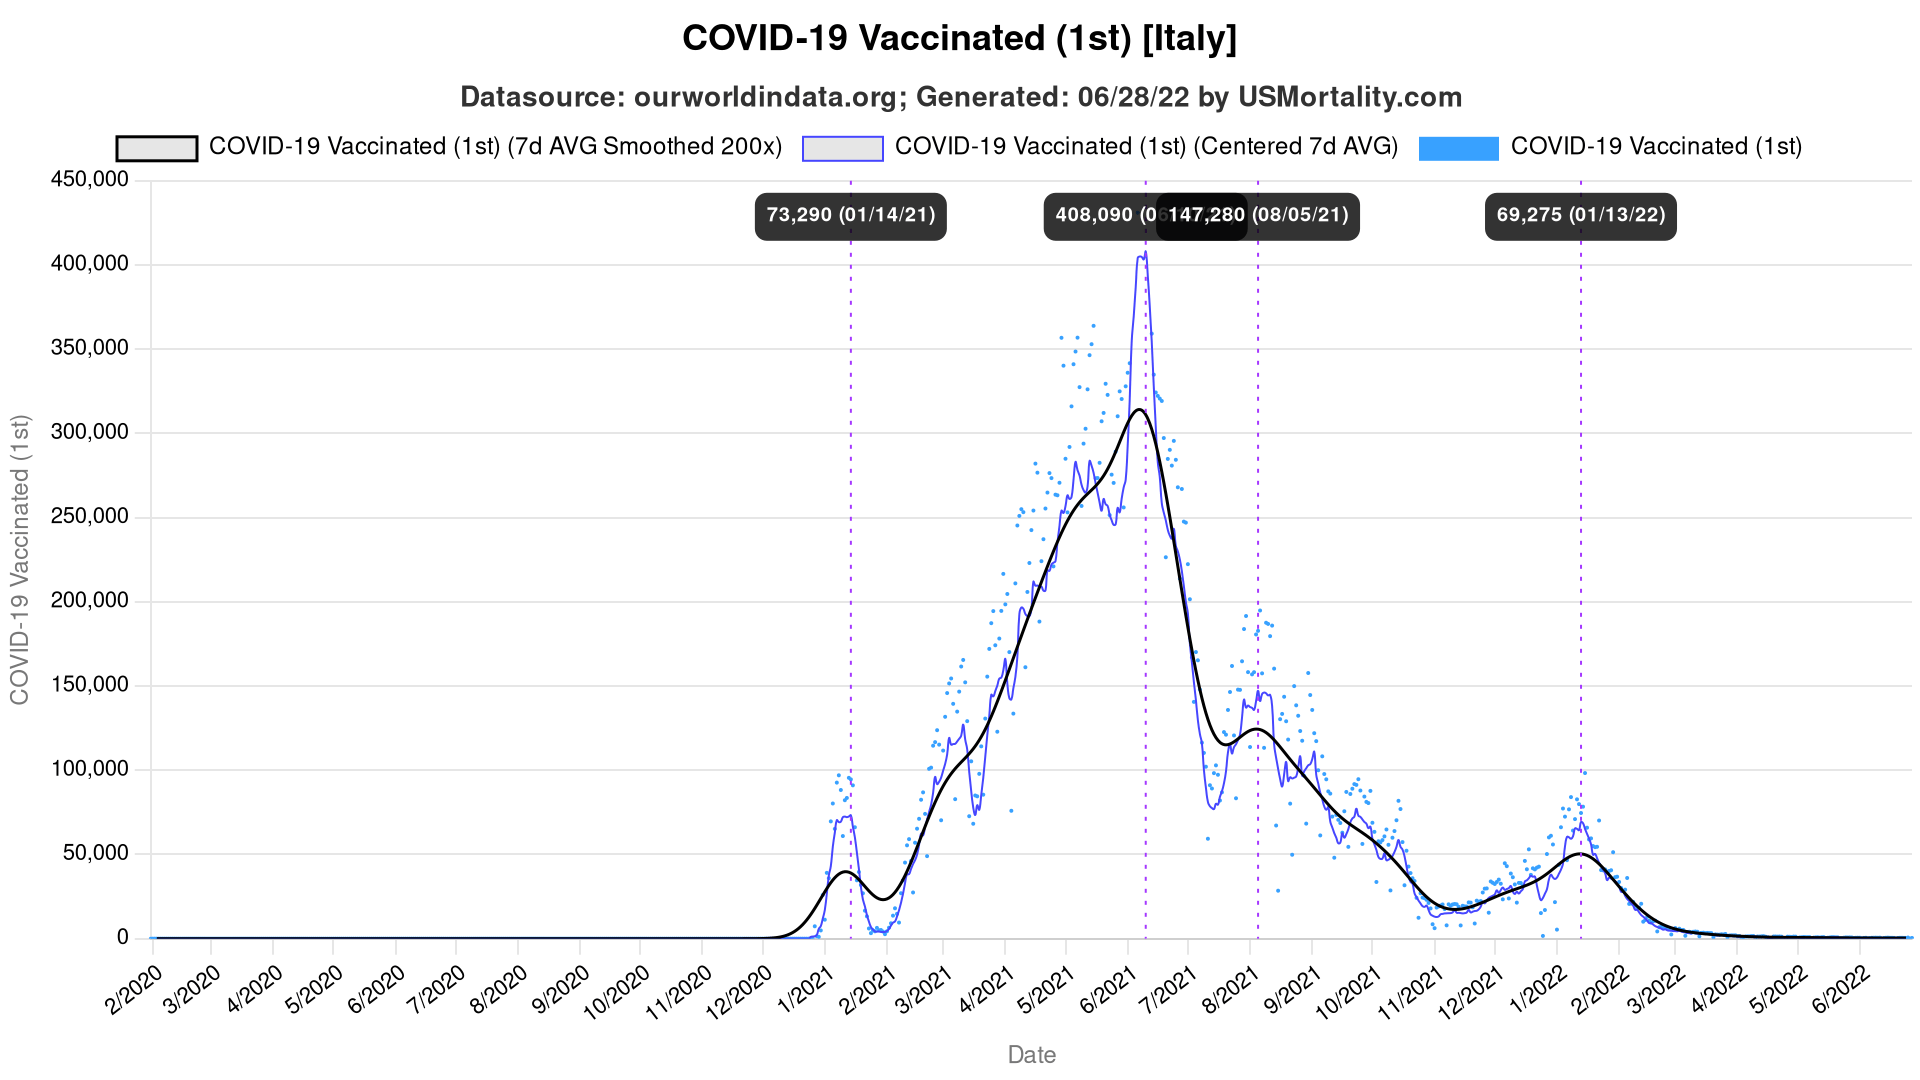 COVID-19 Vaccinated (1st) [Italy]
Datasource: ourworldindata.org; Generated: 06/28/22 by USMortality.com
COVID-19 Vaccinated (1st) (7d AVG Smoothed 200x) COVID-19 Vaccinated (1st) (Centered 7d AVG) COVID-19 Vaccinated (1st)
450,000
73,290 (01/14/21) 408,090 147,280 (08/05/21) 69,275 (01/13/22)
400,000
350,000
300,000
250,000
200,000
150,000
100,000
50,000
0
COVID-19 Vaccinated (1st)
2/2020 3/2020 4/2020 5/2020 6/2020 7/2020 8/2020 9/2020 10/2020 11/2020 12/2020 1/2021 2/2021 3/2021 4/2021 5/2021 6/2021 7/2021 8/2021 9/2021 10/2021 11/2021 12/2021 1/2022 2/2022 3/2022 4/2022 5/2022 6/2022
Date